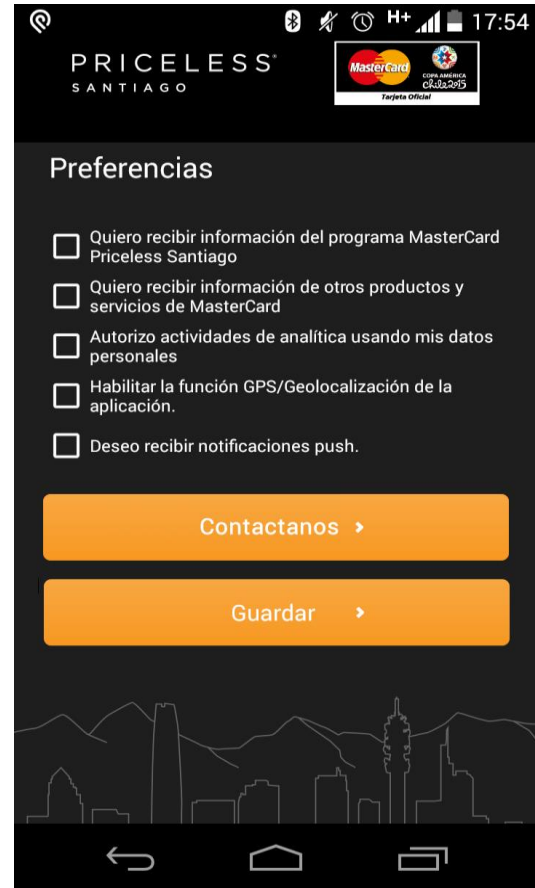 H+ 17:54
PRICELESS®
SANTIAGO
MasterCard
COPA AMERICA
Chile2015
Tarjeta Oficial
Preferencias
Quiero recibir información del programa MasterCard
Priceless Santiago
Quiero recibir información de otros productos y
servicios de MasterCard
Autorizo actividades de analítica usando mis datos
personales
Habilitar la función GPS/Geolocalización de la
aplicación.
Deseo recibir notificaciones push.
Contactanos
Guardar